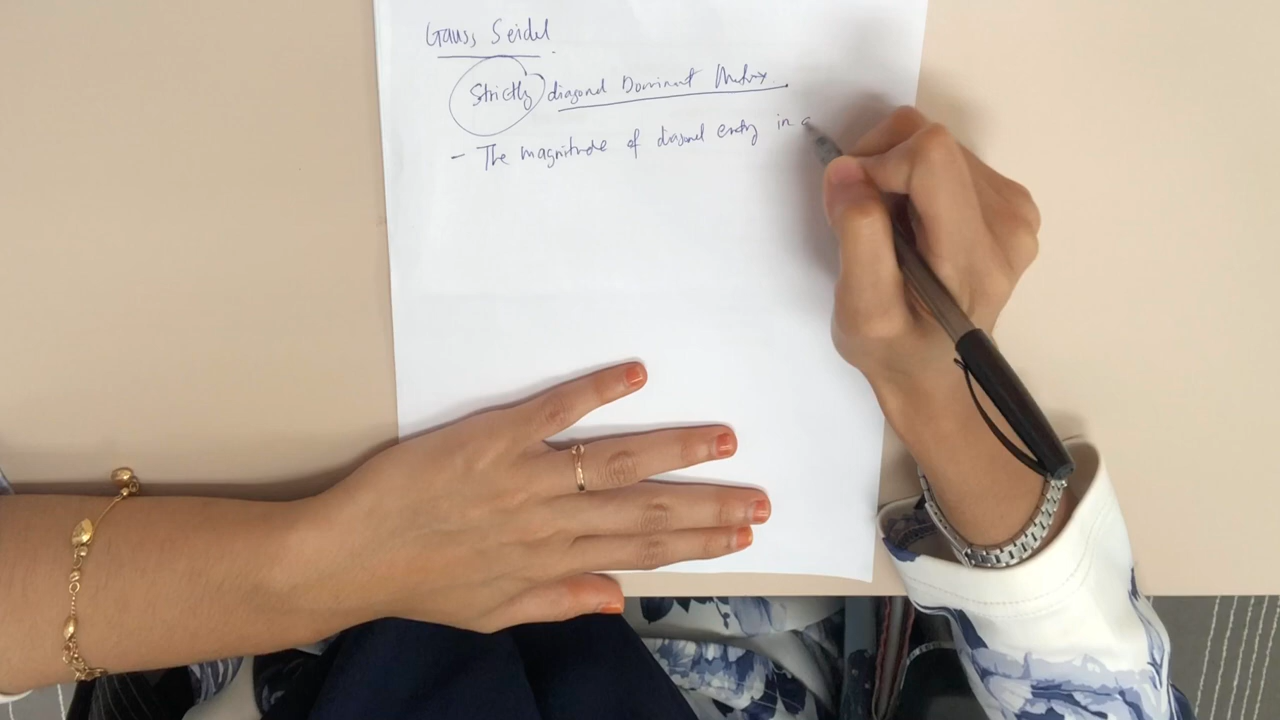 Gauss Seidel
Strictly diagonal Dominant Matrix
- The magnitude of diagonal entry in a